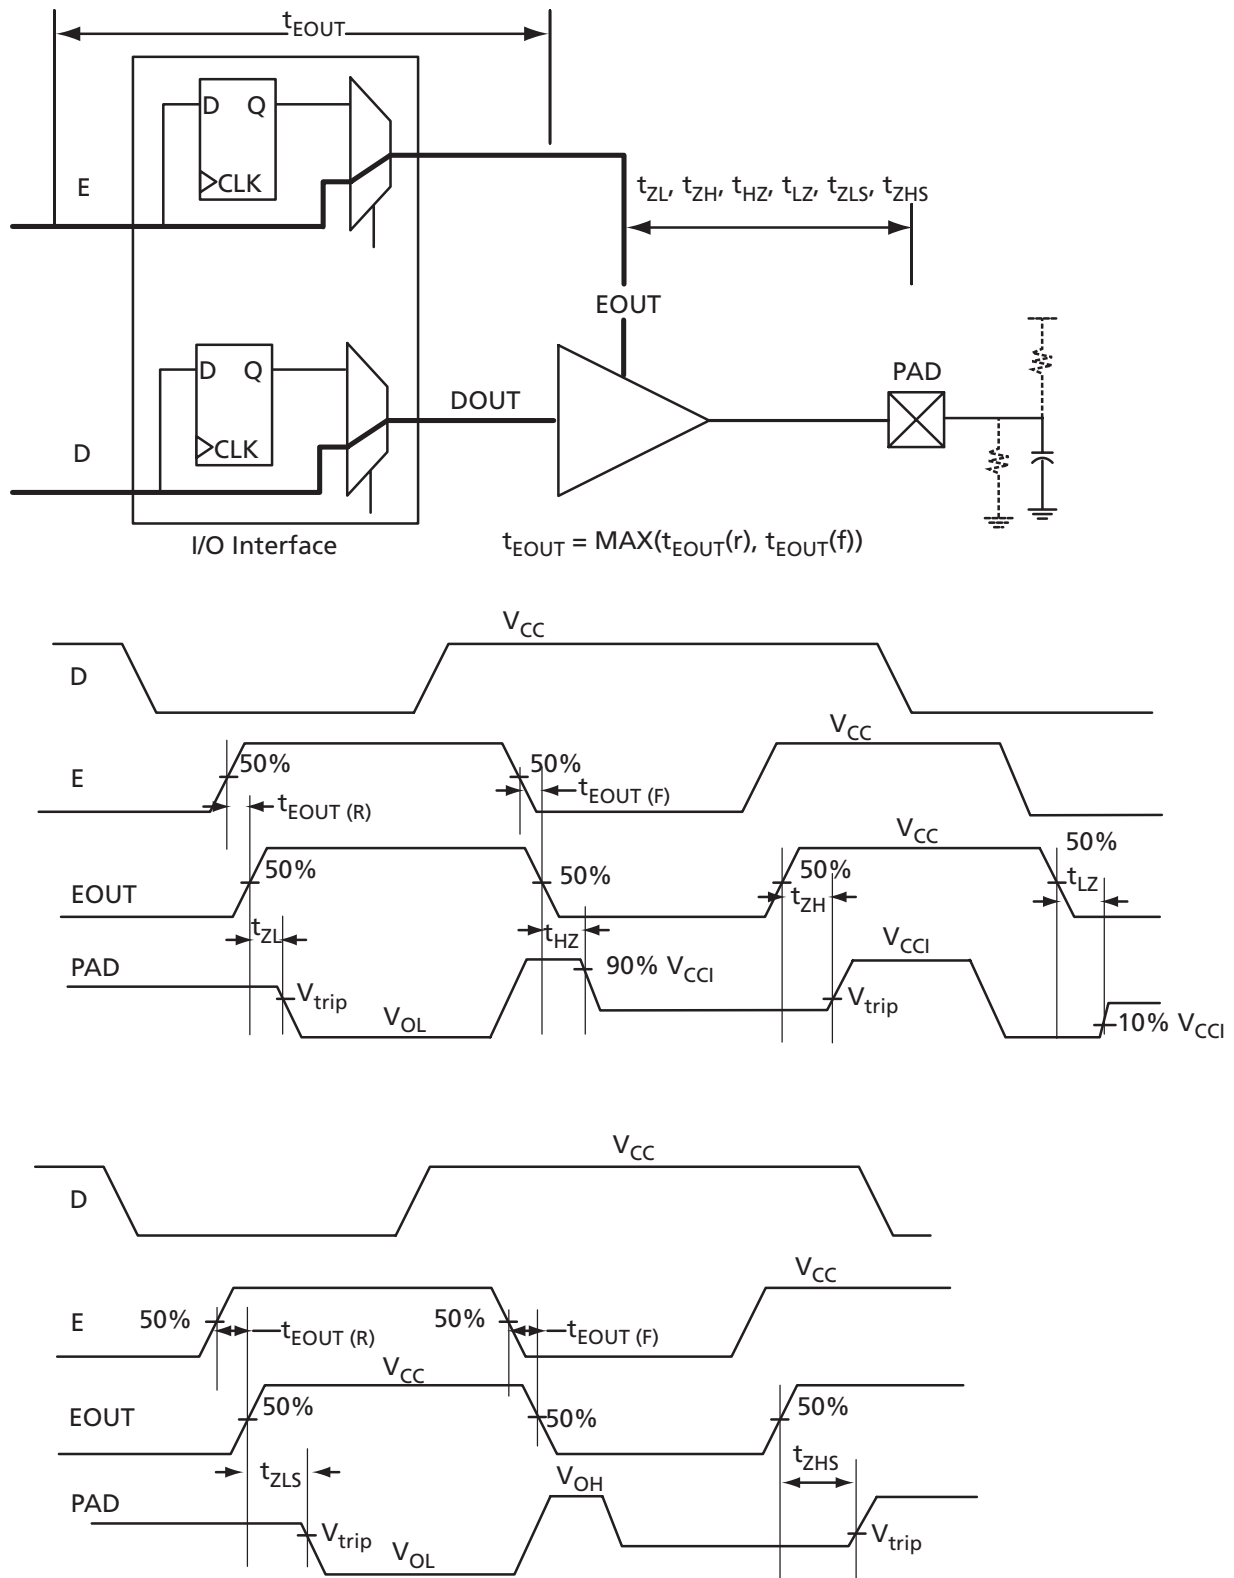 tEOUT
D Q
CLK
E
tZL, tZH, tHZ, tLZ, tZLS, tZHS
EOUT
D Q
CLK
DOUT
PAD
D
I/O Interface
tEOUT = MAX(tEOUT(r), tEOUT(f))
VCC
D
VCC
50%
50%
E
tEOUT (R)
tEOUT (F)
VCC
50%
50%
50%
50%
EOUT
tZL
tHZ
tZH
tLZ
PAD
90% VCCI
VCCI
Vtrip
Vtrip
VOL
10% VCCI
VCC
D
VCC
E
50%
50%
tEOUT (R)
tEOUT (F)
VCC
EOUT
50%
50%
50%
tZLS
tZHS
VOH
PAD
Vtrip
Vtrip
VOL